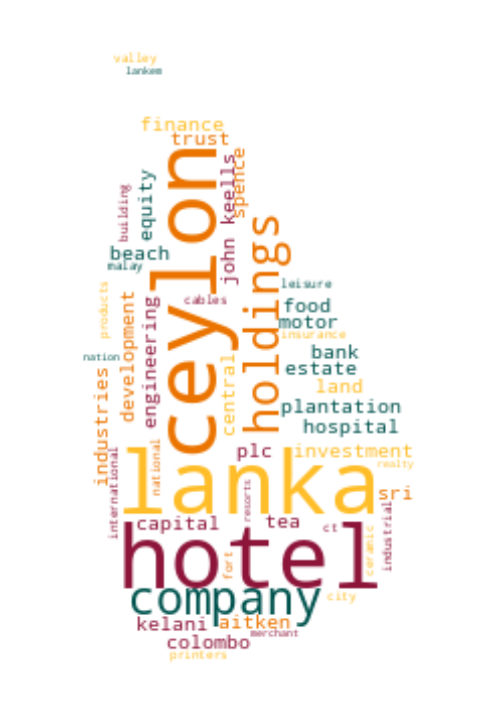 valley
lankem
finance
trust
ceylon
spence
john keells
equity
building
beach
malay
holdings
leisure
cables
products
food
motor
insurance
development
engineering
central
nation
bank
estate
industries
land
plantation
hospital
national
international
plc
investment
realty
lanka
sri
resorts
capital
tea
ct
industrial
ceramic
hotel
fort
company
city
kelani
aitken
merchant
colombo
printers